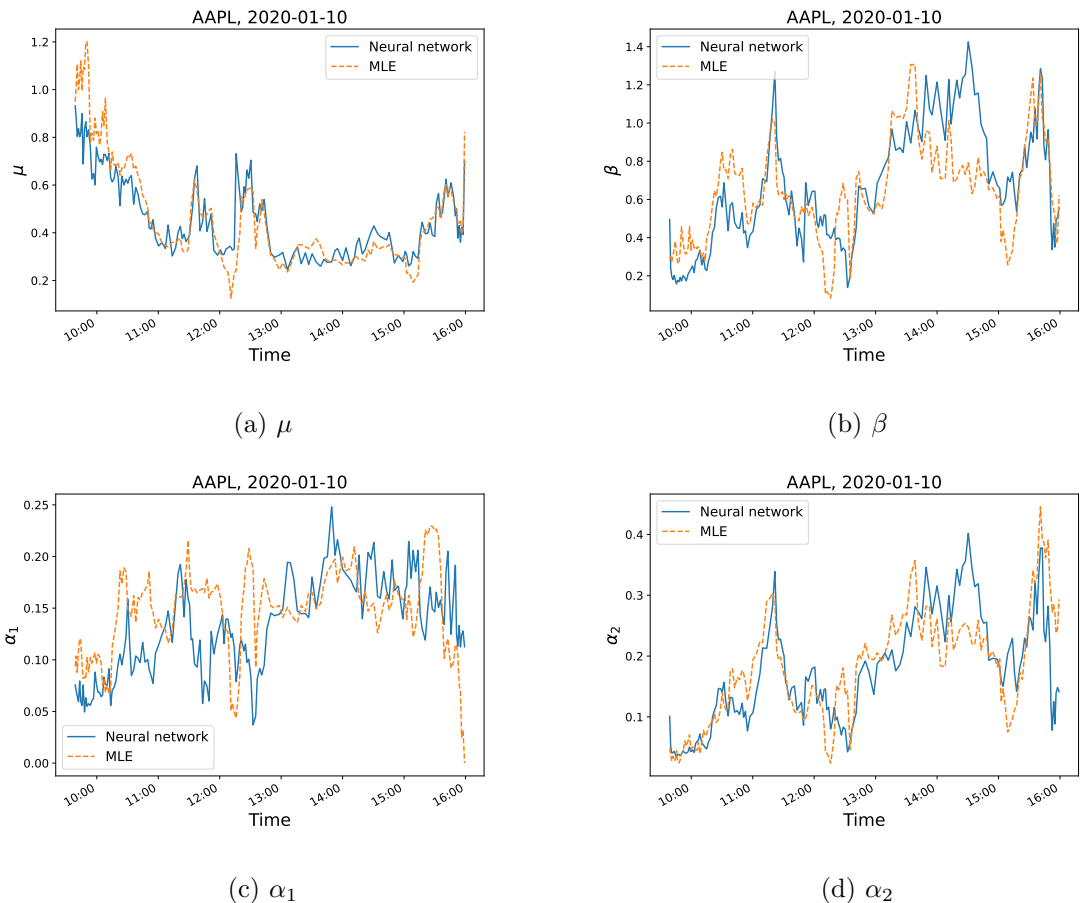 AAPL, 2020-01-10
Neural network
MLE
1.2
1.0
0.8
0.6
0.4
0.2
μ
10:00 11:00 12:00 13:00 14:00 15:00 16:00
Time
(a) μ
AAPL, 2020-01-10
Neural network
MLE
1.4
1.2
1.0
0.8
0.6
0.4
0.2
β
10:00 11:00 12:00 13:00 14:00 15:00 16:00
Time
(b) β
AAPL, 2020-01-10
0.25
0.20
0.15
0.10
0.05
0.00
α₁
Neural network
MLE
10:00 11:00 12:00 13:00 14:00 15:00 16:00
Time
(c) α₁
AAPL, 2020-01-10
Neural network
MLE
0.4
0.3
0.2
0.1
α₂
10:00 11:00 12:00 13:00 14:00 15:00 16:00
Time
(d) α₂